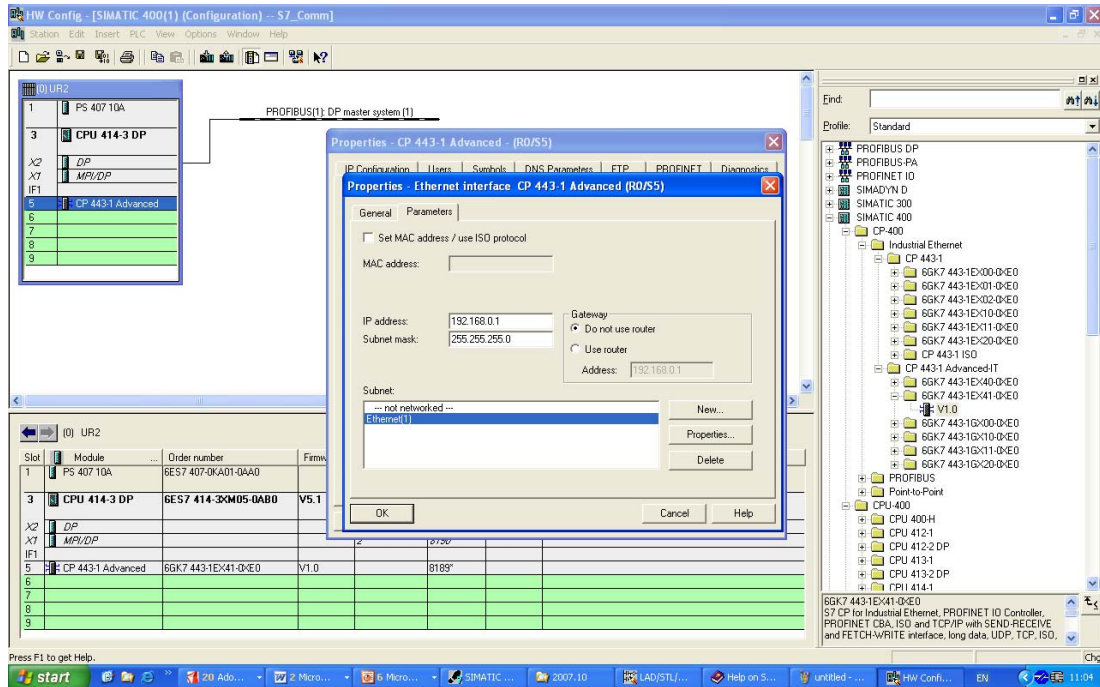 HW Config - [SIMATIC 400(1) (Configuration) -- S7_Comm]
Station Edit Insert PLC View Options Window Help
(0) UR2
1 PS 407 10A
3 CPU 414-3 DP
X2 DP
X1 MPI/DP
IF1
5 CP 443-1 Advanced
6
7
8
9
PROFIBUS(1): DP master system (1)
Properties - CP 443-1 Advanced - (R0/S5)
IP Configuration Users Symbols DNS Parameters FTP PROFINET Diagnostics
Properties - Ethernet interface CP 443-1 Advanced (R0/S5)
General Parameters
Set MAC address / use ISO protocol
MAC address:
IP address: 192.168.0.1
Subnet mask: 255.255.255.0
Gateway
Do not use router
Use router
Address: 192.168.0.1
Subnet:
--- not networked ---
Ethernet(1)
New...
Properties...
Delete
OK Cancel Help
Find:
Profile: Standard
PROFIBUS DP
PROFIBUS-PA
PROFINET IO
SIMADYN D
SIMATIC 300
SIMATIC 400
CP-400
Industrial Ethernet
CP 443-1
6GK7 443-1EX00-0XE0
6GK7 443-1EX01-0XE0
6GK7 443-1EX02-0XE0
6GK7 443-1EX10-0XE0
6GK7 443-1EX11-0XE0
6GK7 443-1EX20-0XE0
CP 443-1 ISO
CP 443-1 Advanced-IT
6GK7 443-1EX40-0XE0
6GK7 443-1EX41-0XE0
V1.0
6GK7 443-1GX00-0XE0
6GK7 443-1GX10-0XE0
6GK7 443-1GX11-0XE0
6GK7 443-1GX20-0XE0
PROFIBUS
Point-to-Point
CPU-400
CPU 400-H
CPU 412-1
CPU 412-2 DP
CPU 413-1
CPU 413-2 DP
CPU 414-1
6GK7 443-1EX41-0XE0
S7 CP for Industrial Ethernet, PROFINET IO Controller,
PROFINET CBA, ISO and TCP/IP with SEND-RECEIVE
and FETCH-WRITE interface, long data, UDP, TCP, ISO,
(0) UR2
Slot Module ... Order number Firmw
1 PS 407 10A 6ES7 407-0KA01-0AA0
3 CPU 414-3 DP 6ES7 414-3XM05-0AB0 V5.1
X2 DP
X1 MPI/DP 2 8190*
IF1
5 CP 443-1 Advanced 6GK7 443-1EX41-0XE0 V1.0 8189*
6
7
8
9
Press F1 to get Help. Chg
start 20 Ado... 2 Micro... 6 Micro... SIMATIC ... 2007.10 LAD/STL/... Help on S... untitled - ... HW Confi... EN 11:04